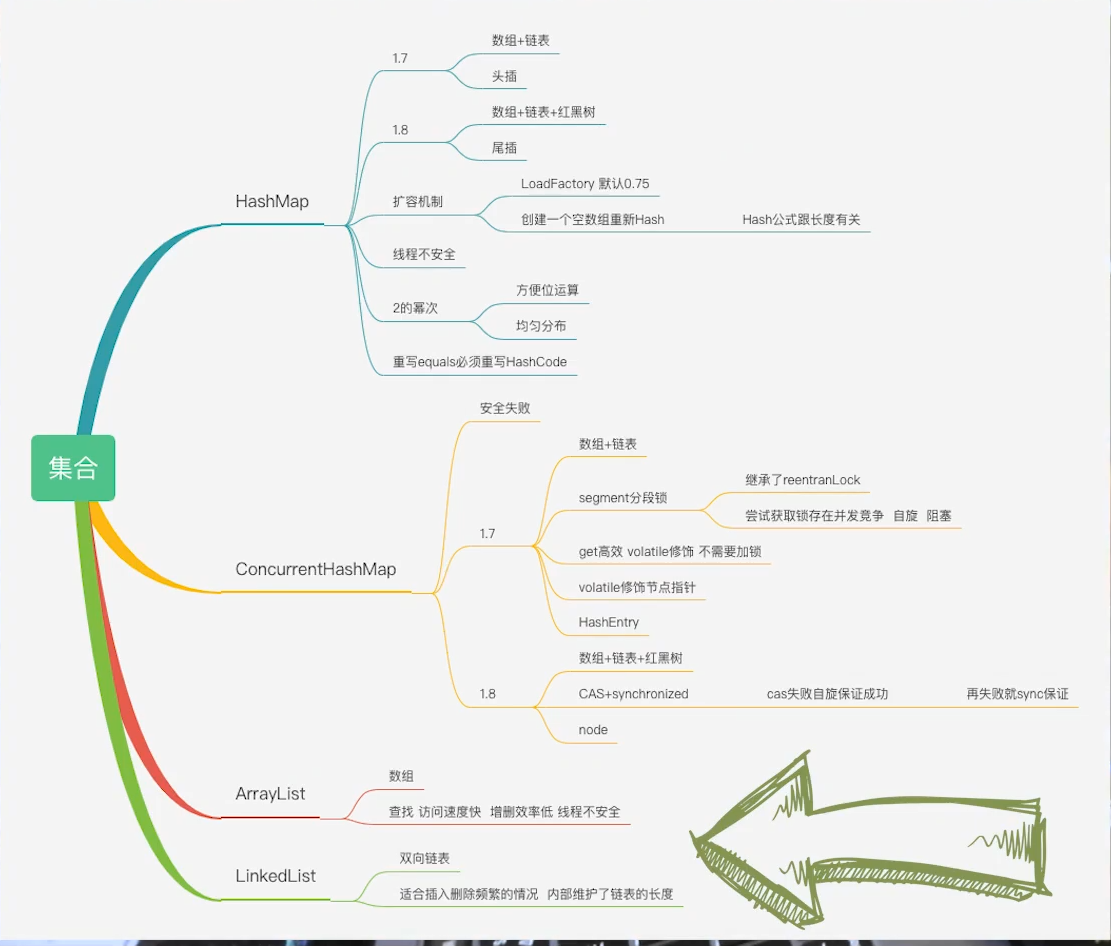 集合
HashMap
1.7
数组+链表
头插
1.8
数组+链表+红黑树
尾插
扩容机制
LoadFactory 默认0.75
创建一个空数组重新Hash
Hash公式跟长度有关
线程不安全
2的幂次
方便位运算
均匀分布
重写equals必须重写HashCode
ConcurrentHashMap
安全失败
1.7
数组+链表
segment分段锁
继承了reentranLock
尝试获取锁存在并发竞争 自旋 阻塞
get高效 volatile修饰 不需要加锁
volatile修饰节点指针
HashEntry
1.8
数组+链表+红黑树
CAS+synchronized
cas失败自旋保证成功
再失败就sync保证
node
ArrayList
数组
查找 访问速度快 增删效率低 线程不安全
LinkedList
双向链表
适合插入删除频繁的情况 内部维护了链表的长度